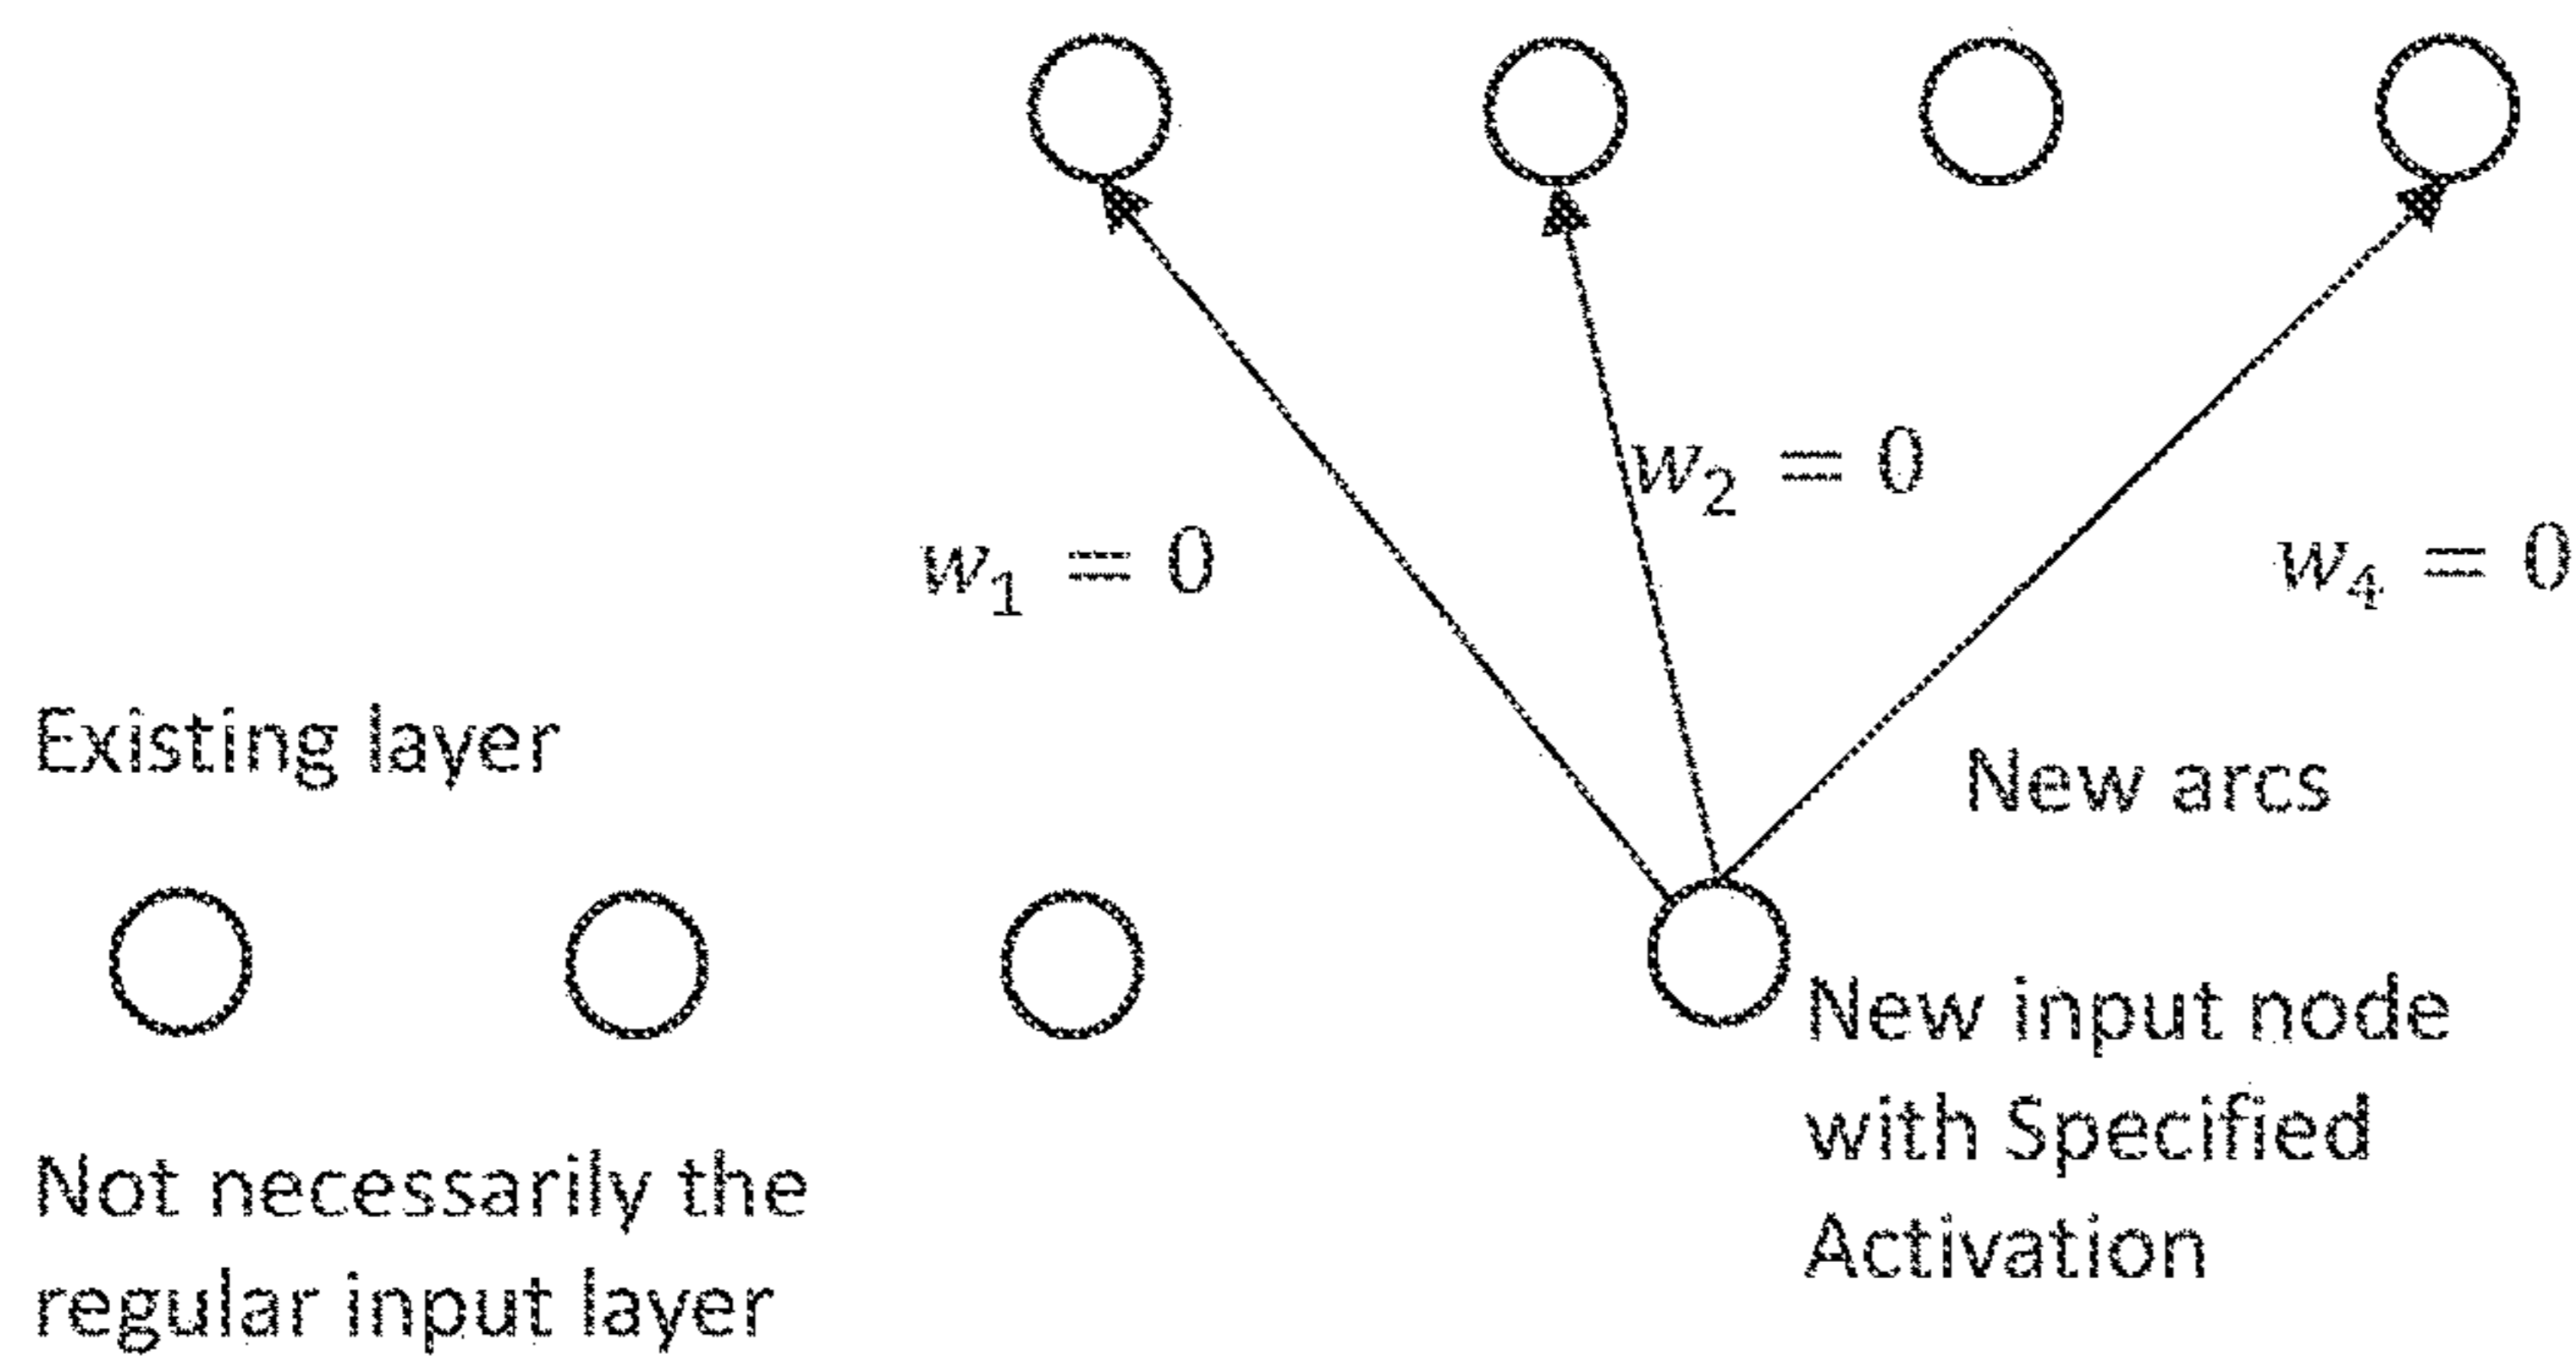 w₂ = 0
w₁ = 0
w₄ = 0
Existing layer
New arcs
New input node
with Specified
Activation
Not necessarily the
regular input layer